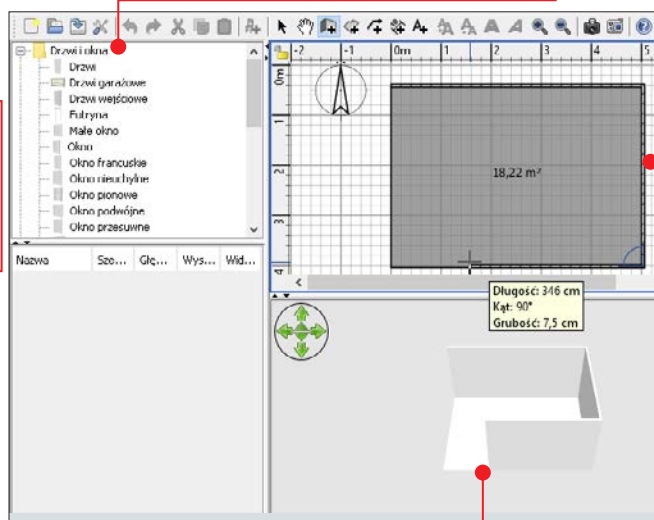 Drzwi i okna
Drzwi
Drzwi garażowe
Drzwi wejściowe
Futryna
Małe okno
Okno
Okno francuskie
Okno nieuchylne
Okno pionowe
Okno podwójne
Okno przesuwne
Nazwa Sze... Głę... Wys... Wid...
-2 -1 0m 1 2 3 4 5
0m
1
2
3
4
18,22 m²
Długość: 346 cm
Kąt: 90°
Grubość: 7,5 cm